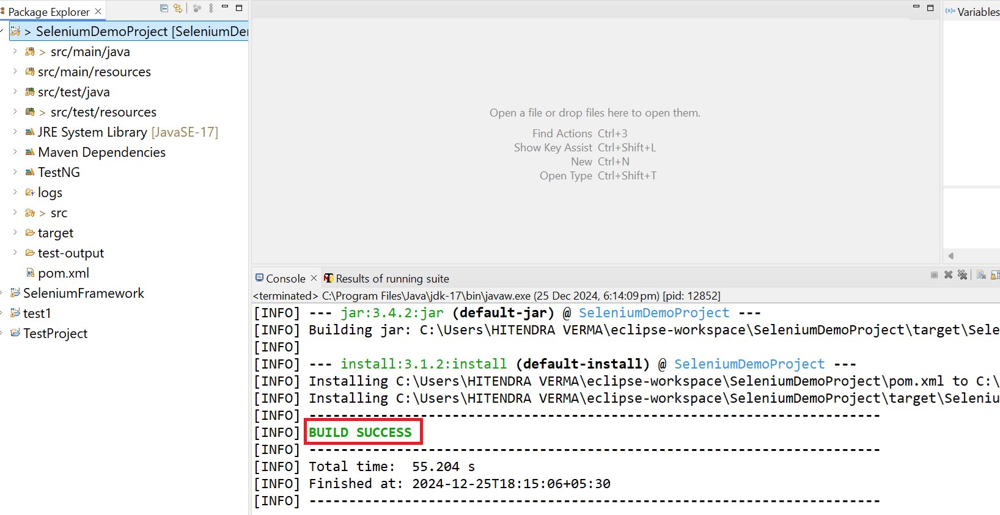 Package Explorer
> SeleniumDemoProject [SeleniumDe
> src/main/java
src/main/resources
src/test/java
> src/test/resources
JRE System Library [JavaSE-17]
Maven Dependencies
TestNG
logs
> src
target
test-output
pom.xml
SeleniumFramework
test1
TestProject
Open a file or drop files here to open them.
Find Actions Ctrl+3
Show Key Assist Ctrl+Shift+L
New Ctrl+N
Open Type Ctrl+Shift+T
(x)= Variables
Console
Results of running suite
<terminated> C:\Program Files\Java\jdk-17\bin\javaw.exe (25 Dec 2024, 6:14:09 pm) [pid: 12852]
[INFO] --- jar:3.4.2:jar (default-jar) @ SeleniumDemoProject ---
[INFO] Building jar: C:\Users\HITENDRA VERMA\eclipse-workspace\SeleniumDemoProject\target\Sele
[INFO]
[INFO] --- install:3.1.2:install (default-install) @ SeleniumDemoProject ---
[INFO] Installing C:\Users\HITENDRA VERMA\eclipse-workspace\SeleniumDemoProject\pom.xml to C:\
[INFO] Installing C:\Users\HITENDRA VERMA\eclipse-workspace\SeleniumDemoProject\target\Seleniu
[INFO] ------------------------------------------------------------------------
[INFO] BUILD SUCCESS
[INFO] ------------------------------------------------------------------------
[INFO] Total time:  55.204 s
[INFO] Finished at: 2024-12-25T18:15:06+05:30
[INFO] ------------------------------------------------------------------------